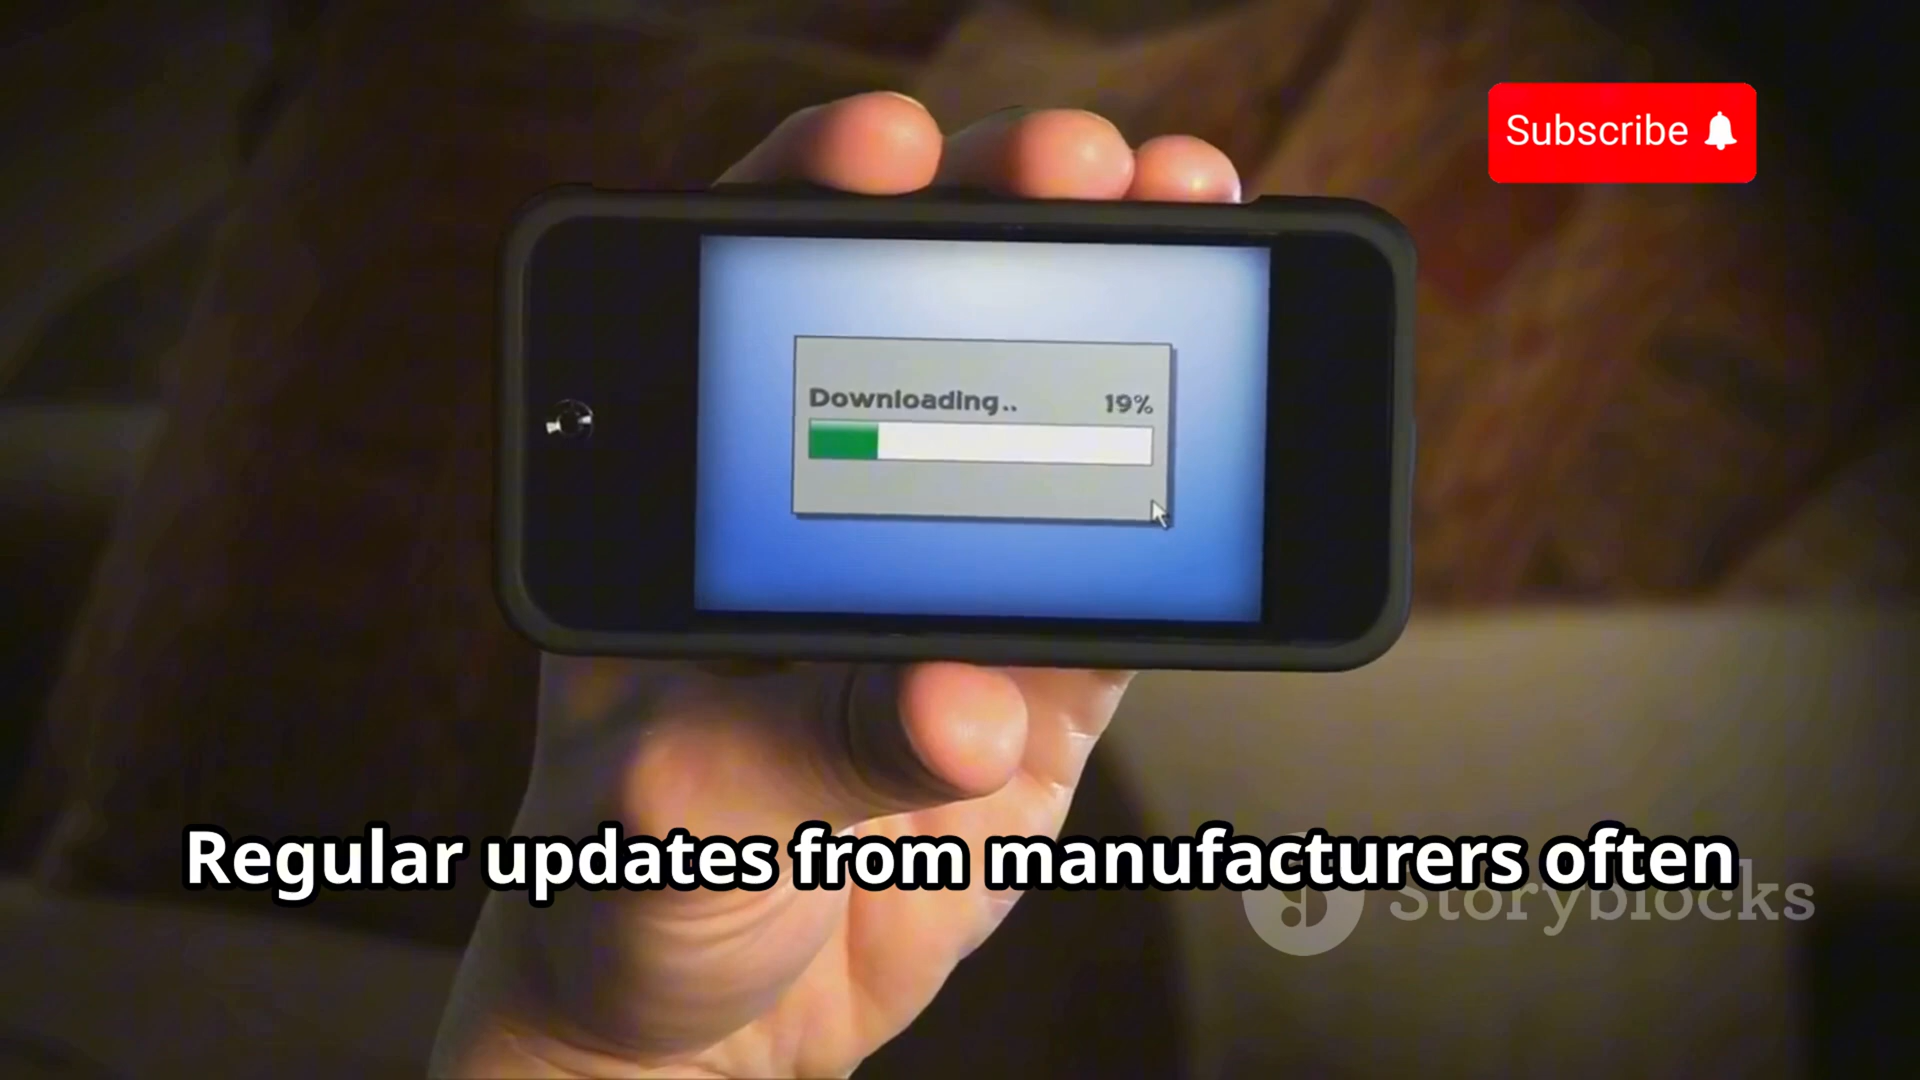 Subscribe
Downloading.. 19%
Regular updates from manufacturers often
Storyblocks